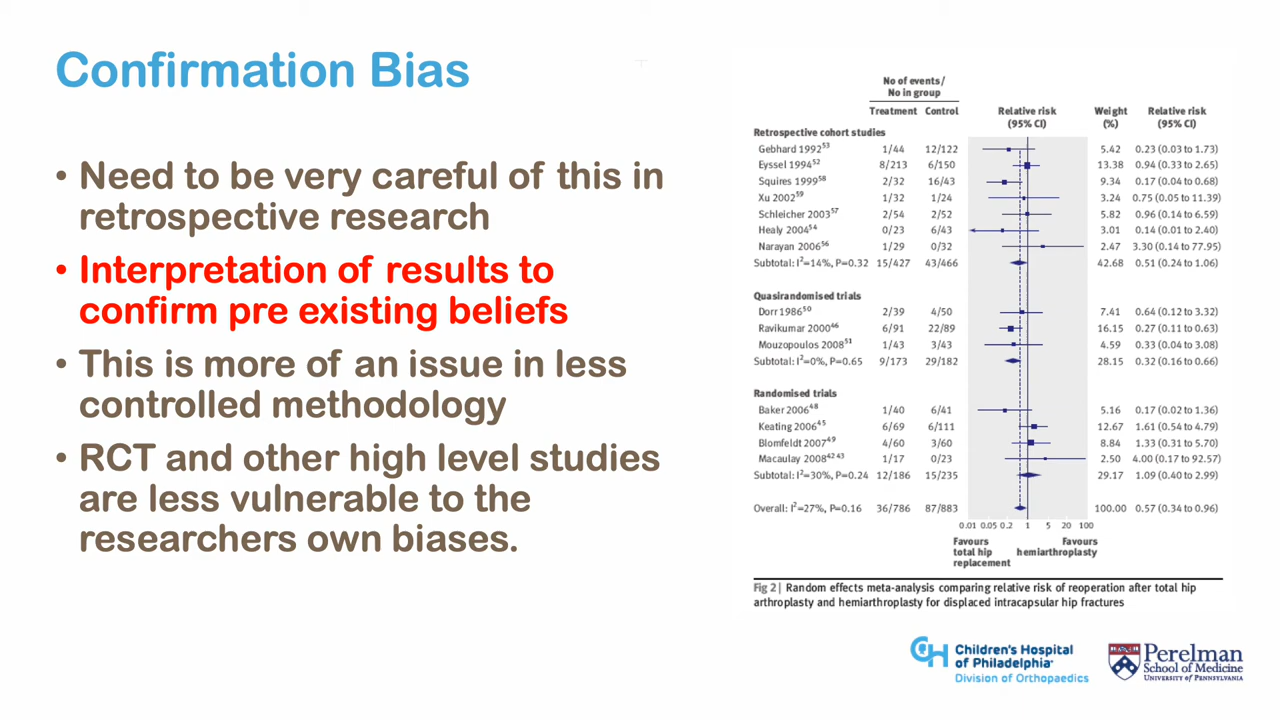 Confirmation Bias
• Need to be very careful of this in
retrospective research
• Interpretation of results to
confirm pre existing beliefs
• This is more of an issue in less
controlled methodology
• RCT and other high level studies
are less vulnerable to the
researchers own biases.
No of events/
No in group
Treatment Control Relative risk (95% CI) Weight (%) Relative risk (95% CI)
Retrospective cohort studies
Gebhard 1992⁵³ 1/44 12/122 5.42 0.23 (0.03 to 1.73)
Eyssel 1994⁵² 8/213 6/150 13.38 0.94 (0.33 to 2.65)
Squires 1999⁵⁸ 2/32 16/43 9.34 0.17 (0.04 to 0.68)
Xu 2002⁵⁹ 1/32 1/24 3.24 0.75 (0.05 to 11.39)
Schleicher 2003⁵⁷ 2/54 2/52 5.82 0.96 (0.14 to 6.59)
Healy 2004⁵⁴ 0/23 6/43 3.01 0.14 (0.01 to 2.40)
Narayan 2006⁵⁶ 1/29 0/32 2.47 3.30 (0.14 to 77.95)
Subtotal: I²=14%, P=0.32 15/427 43/466 42.68 0.51 (0.24 to 1.06)
Quasirandomised trials
Dorr 1986⁵⁰ 2/39 4/50 7.41 0.64 (0.12 to 3.32)
Ravikumar 2000⁴⁶ 6/91 22/89 16.15 0.27 (0.11 to 0.63)
Mouzopoulos 2008⁵¹ 1/43 3/43 4.59 0.33 (0.04 to 3.08)
Subtotal: I²=0%, P=0.65 9/173 29/182 28.15 0.32 (0.16 to 0.66)
Randomised trials
Baker 2006⁴⁸ 1/40 6/41 5.16 0.17 (0.02 to 1.36)
Keating 2006⁴⁵ 6/69 6/111 12.67 1.61 (0.54 to 4.79)
Blomfeldt 2007⁴⁹ 4/60 3/60 8.84 1.33 (0.31 to 5.70)
Macaulay 2008⁴² ⁴³ 1/17 0/23 2.50 4.00 (0.17 to 92.57)
Subtotal: I²=30%, P=0.24 12/186 15/235 29.17 1.09 (0.40 to 2.99)
Overall: I²=27%, P=0.16 36/786 87/883 100.00 0.57 (0.34 to 0.96)
0.01 0.05 0.2 1 5 20 100
Favours total hip replacement
Favours hemiarthroplasty
Fig 2 | Random effects meta-analysis comparing relative risk of reoperation after total hip
arthroplasty and hemiarthroplasty for displaced intracapsular hip fractures
CH
Children's Hospital
of Philadelphia
Division of Orthopaedics
Perelman
School of Medicine
University of Pennsylvania